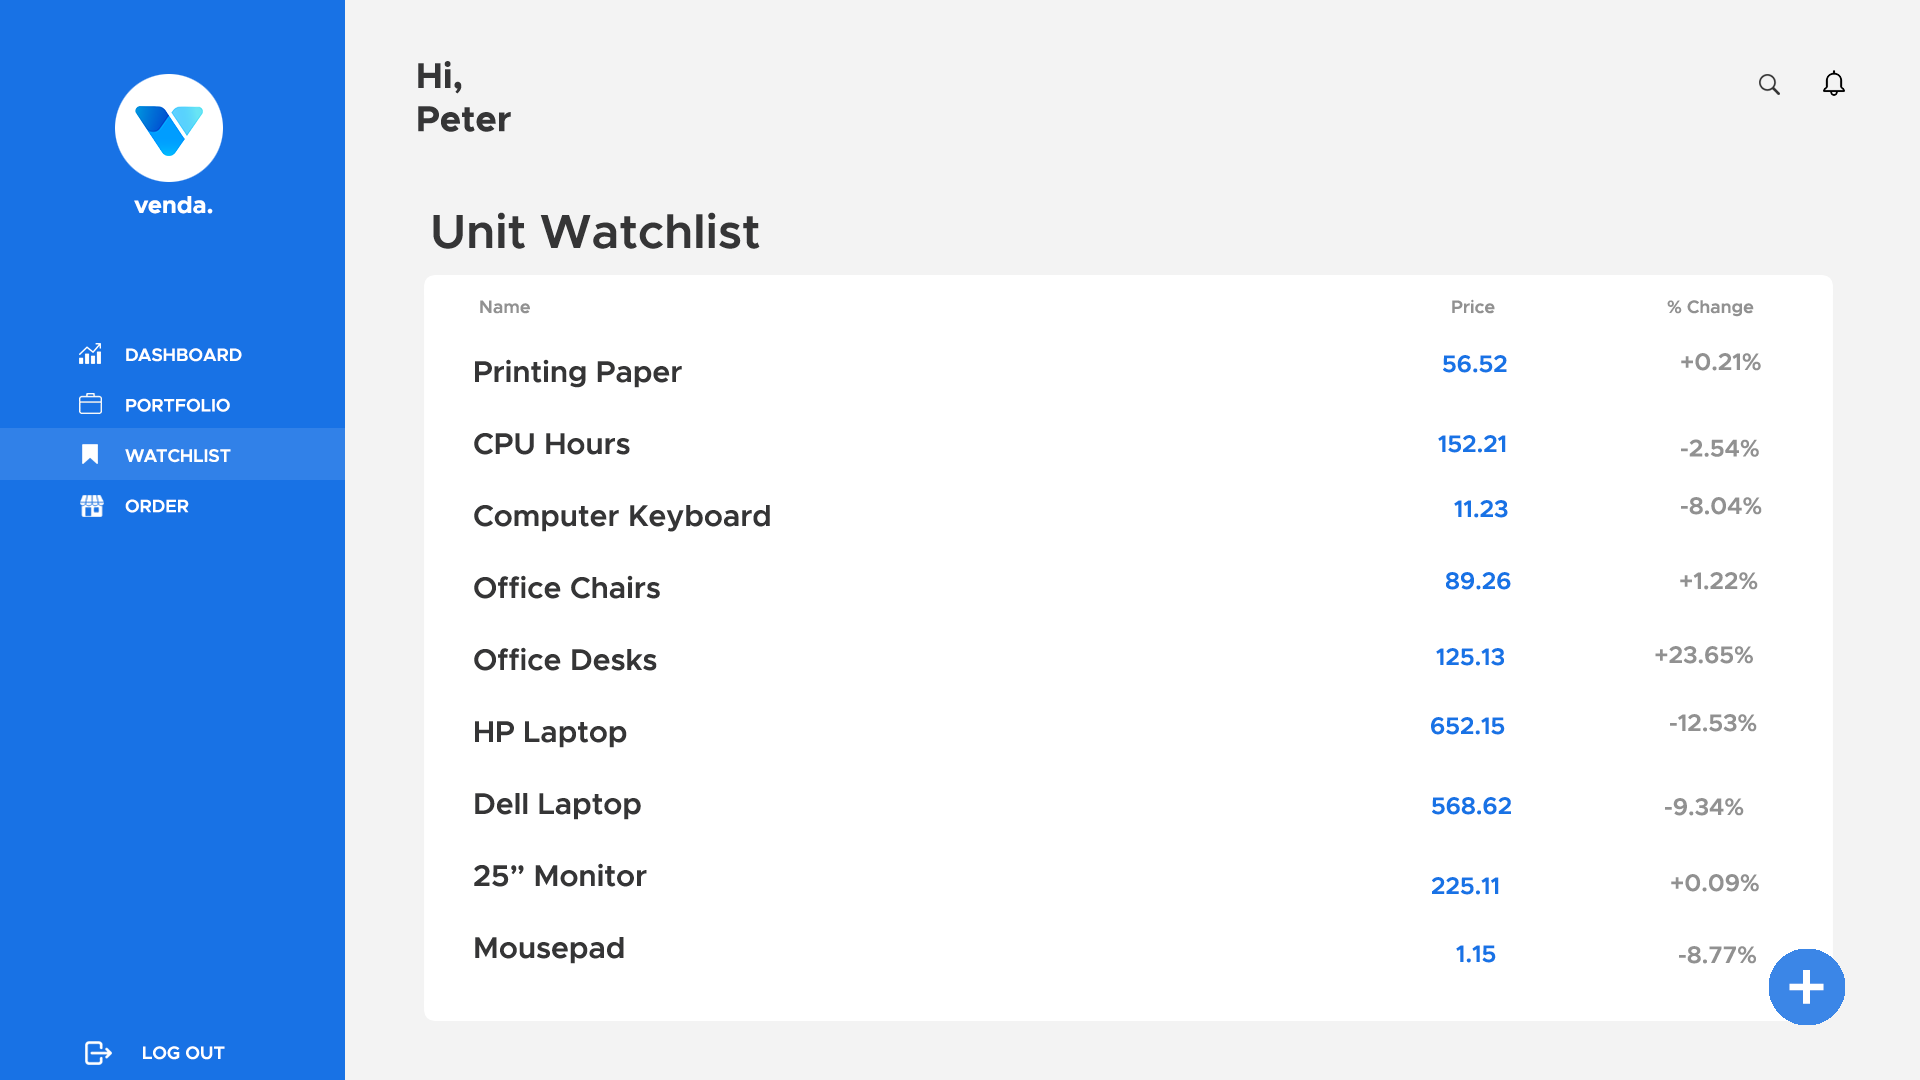 venda.
DASHBOARD
PORTFOLIO
WATCHLIST
ORDER
LOG OUT
Hi,
Peter
Unit Watchlist
Name Price % Change
Printing Paper 56.52 +0.21%
CPU Hours 152.21 -2.54%
Computer Keyboard 11.23 -8.04%
Office Chairs 89.26 +1.22%
Office Desks 125.13 +23.65%
HP Laptop 652.15 -12.53%
Dell Laptop 568.62 -9.34%
25” Monitor 225.11 +0.09%
Mousepad 1.15 -8.77%